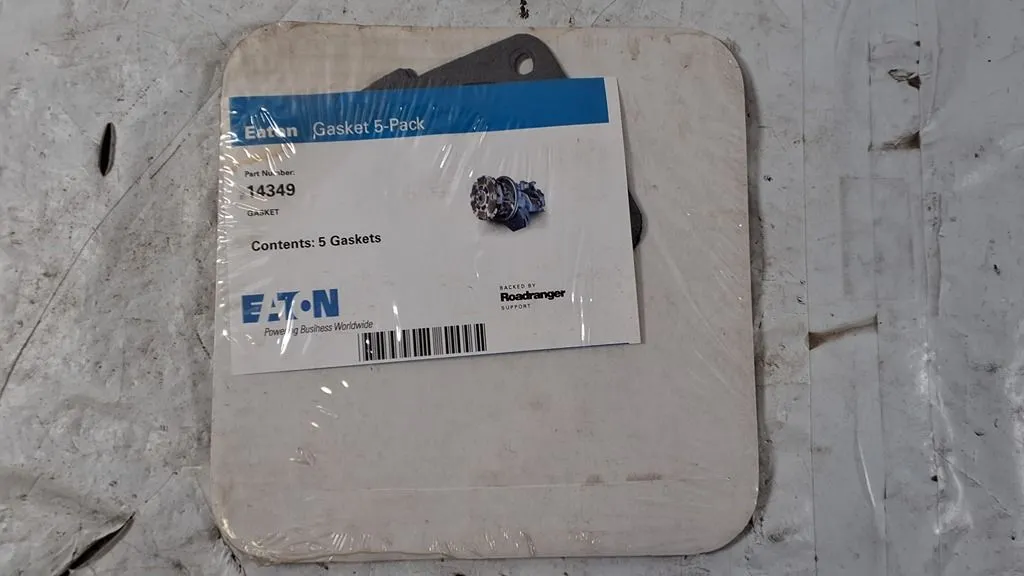 Eaton Gasket 5-Pack
Part Number:
14349
GASKET
Contents: 5 Gaskets
EATON
Powering Business Worldwide
BACKED BY
Roadranger
SUPPORT